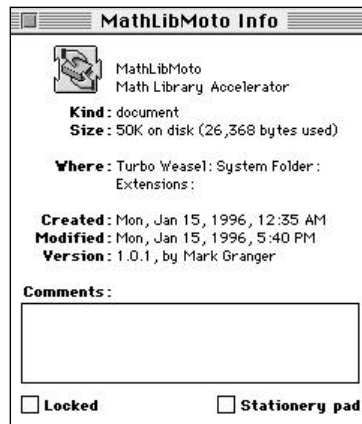 MathLibMoto Info
MathLibMoto
Math Library Accelerator
Kind: document
Size: 50K on disk (26,368 bytes used)
Where: Turbo Weasel: System Folder:
Extensions:
Created: Mon, Jan 15, 1996, 12:35 AM
Modified: Mon, Jan 15, 1996, 5:40 PM
Version: 1.0.1, by Mark Granger
Comments:
Locked Stationery pad